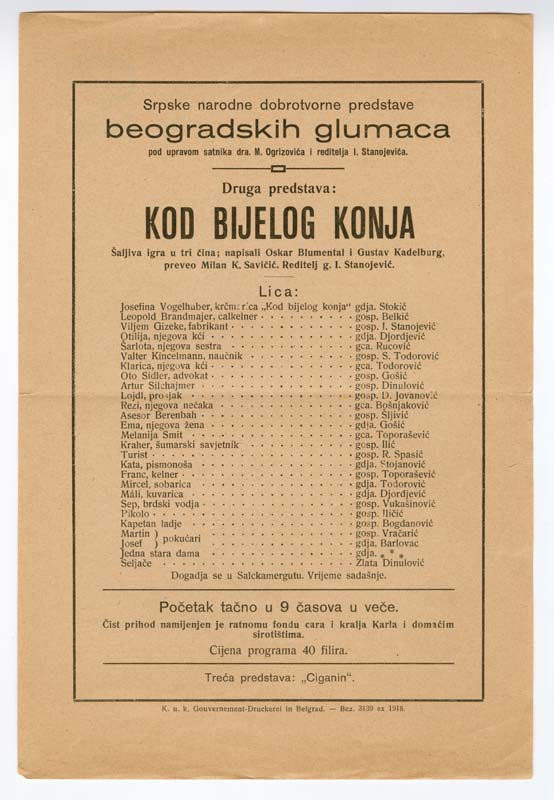 Srpske narodne dobrotvorne predstave
beogradskih glumaca
pod upravom satnika dra. M. Ogrizovića i reditelja I. Stanojevića.
Druga predstava:
KOD BIJELOG KONJA
Šaljiva igra u tri čina; napisali Oskar Blumental i Gustav Kadelburg,
preveo Milan K. Savičić. Reditelj g. I. Stanojević.
Lica:
Josefina Vogelhuber, krčmarica „Kod bijelog konja“ gdja. Stokić
Leopold Brandmajer, calkelner gosp. Belkić
Viljem Gizeke, fabrikant gosp. I. Stanojević
Otilija, njegova kći gdja. Djordjević
Šarlota, njegova sestra gca. Rucović
Valter Kincelmann, naučnik gosp. S. Todorović
Klarica, njegova kći gca. Todorović
Oto Sidler, advokat gosp. Gošić
Artur Silchajmer gosp. Dinulović
Lojdl, prosjak gosp. D. Jovanović
Rezi, njegova nećaka gca. Bošnjaković
Asesor Berenbah gosp. Šljivić
Ema, njegova žena gdja. Gošić
Melanija Šmit gca. Toporašević
Kraher, šumarski savjetnik gosp. Ilić
Turist gosp. R. Spasić
Kata, pismonoša gdja. Stojanović
Franc, kelner gosp. Toporašević
Mircel, sobarica gdja. Todorović
Máli, kuvarica gdja. Djordjević
Sep, brdski vodja gosp. Vukašinović
Pikolo gosp. Iličić
Kapetan ladje gosp. Bogdanović
Martin } pokućari gosp. Vračarić
Josef gdja. Barlovac
Jedna stara dama gdja. * * *
Seljače Zlata Dinulović
Dogadja se u Salckamergutu. Vrijeme sadašnje.
Početak tačno u 9 časova u veče.
Čist prihod namijenjen je ratnomu fondu cara i kralja Karla i domaćim
sirotištima.
Cijena programa 40 filira.
Treća predstava: „Ciganin“.
K. u. k. Gouvernement-Druckerei in Belgrad. — Bez. 3139 ex 1918.